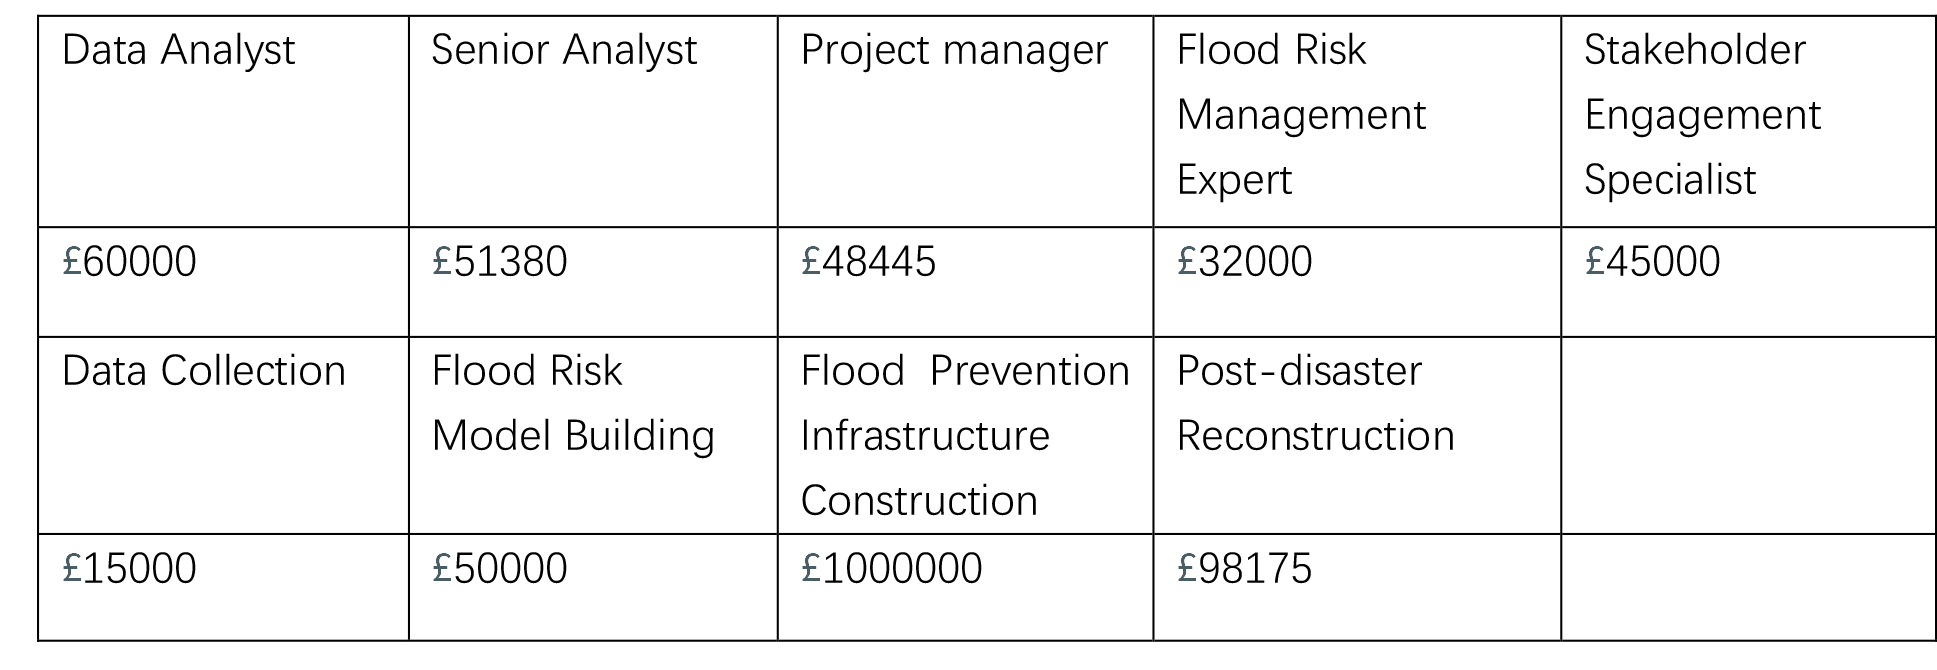 Data Analyst
Senior Analyst
Project manager
Flood Risk
Management
Expert
Stakeholder
Engagement
Specialist
£60000
£51380
£48445
£32000
£45000
Data Collection
Flood Risk
Model Building
Flood Prevention
Infrastructure
Construction
Post-disaster
Reconstruction
£15000
£50000
£1000000
£98175